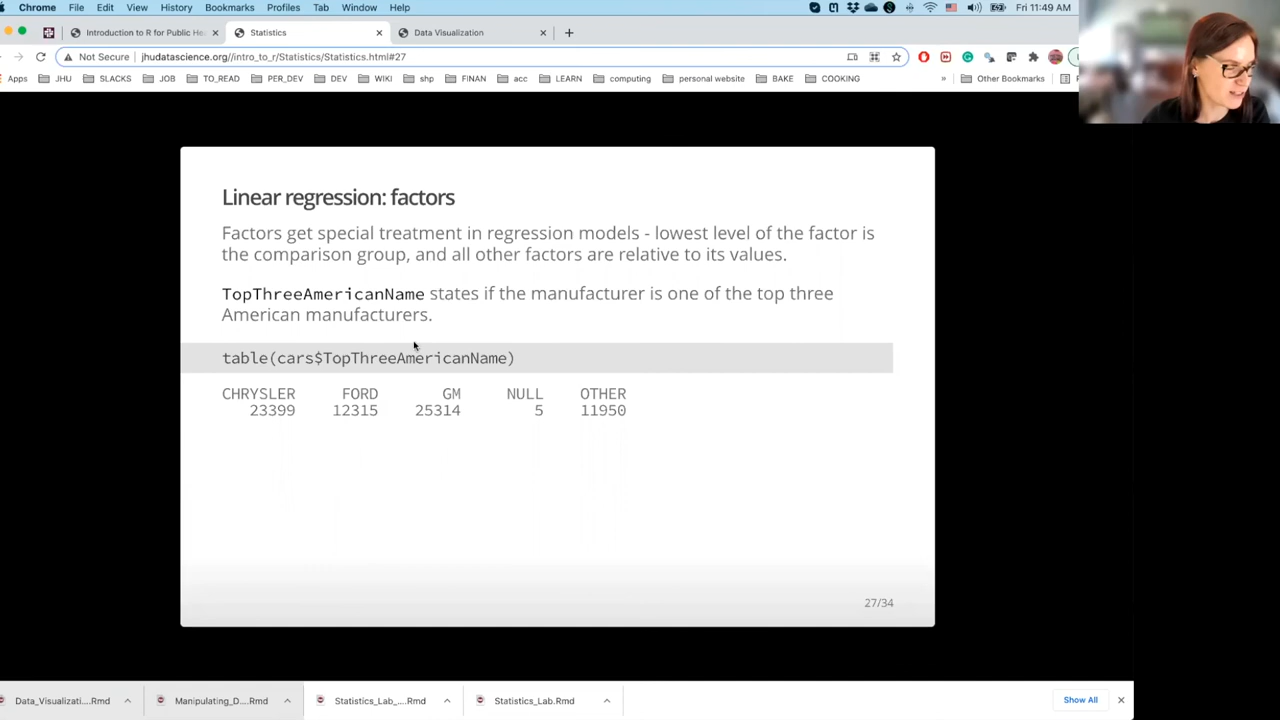 Chrome File Edit View History Bookmarks Profiles Tab Window Help Fri 11:49 AM
Introduction to R for Public He Statistics Data Visualization
Not Secure jhudatascience.org//intro_to_r/Statistics/Statistics.html#27
Apps JHU SLACKS JOB TO_READ PER_DEV DEV WIKI shp FINAN acc LEARN computing personal website BAKE COOKING » Other Bookmarks
Linear regression: factors
Factors get special treatment in regression models - lowest level of the factor is
the comparison group, and all other factors are relative to its values.
TopThreeAmericanName states if the manufacturer is one of the top three
American manufacturers.
table(cars$TopThreeAmericanName)
CHRYSLER FORD GM NULL OTHER
23399 12315 25314 5 11950
27/34
Data_Visualizati....Rmd Manipulating_D....Rmd Statistics_Lab_....Rmd Statistics_Lab.Rmd Show All